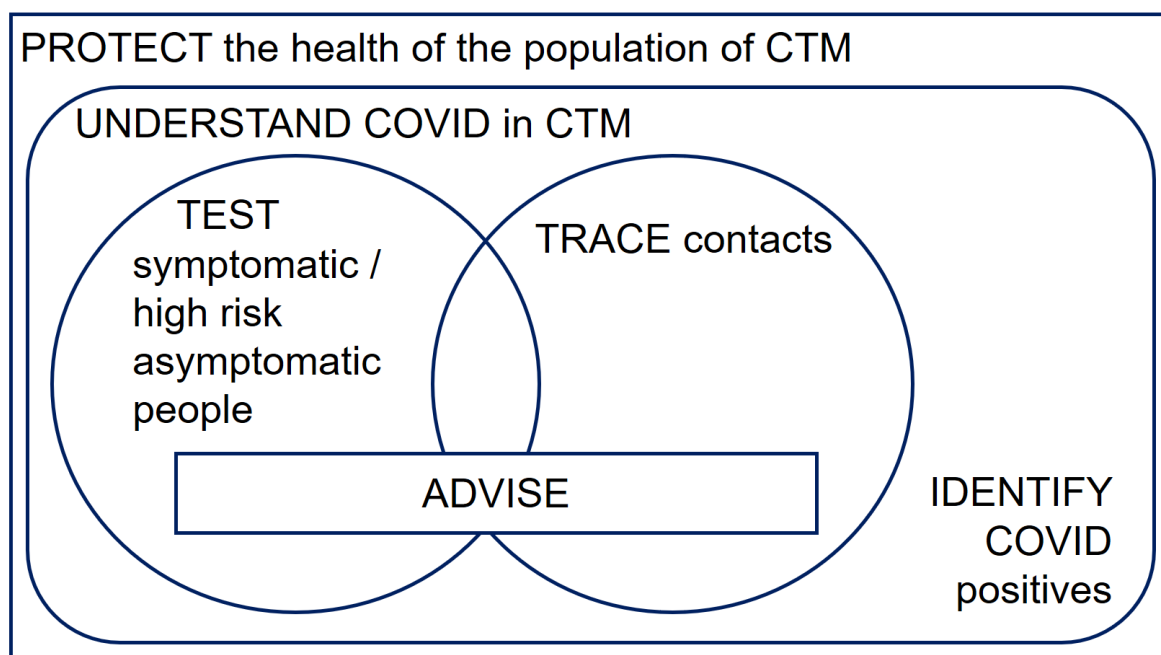 PROTECT the health of the population of CTM
UNDERSTAND COVID in CTM
TEST
symptomatic /
high risk
asymptomatic
people
TRACE contacts
ADVISE
IDENTIFY
COVID
positives